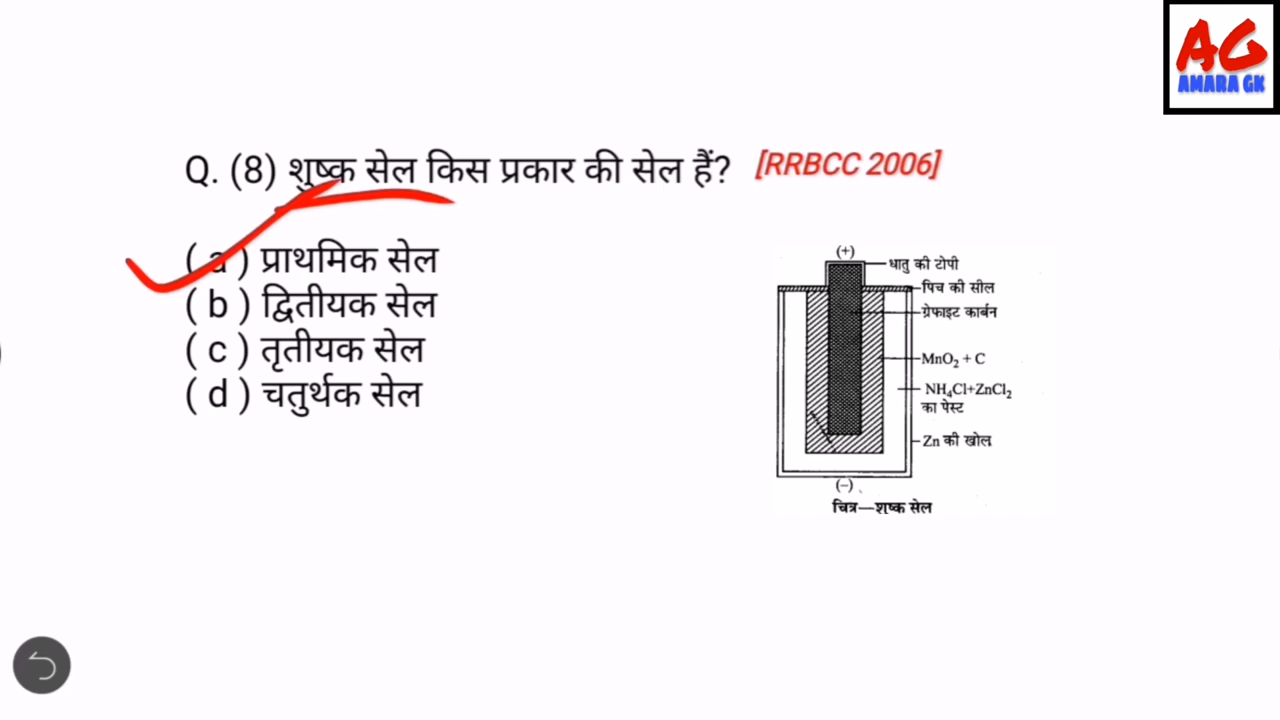 AG
AMARA GK
Q. (8) शुष्क सेल किस प्रकार की सेल हैं? [RRBCC 2006]
( a ) प्राथमिक सेल
( b ) द्वितीयक सेल
( c ) तृतीयक सेल
( d ) चतुर्थक सेल
(+)
धातु की टोपी
पिच की सील
ग्रेफाइट कार्बन
MnO₂ + C
NH₄Cl+ZnCl₂
का पेस्ट
Zn की खोल
(–)
चित्र—शुष्क सेल